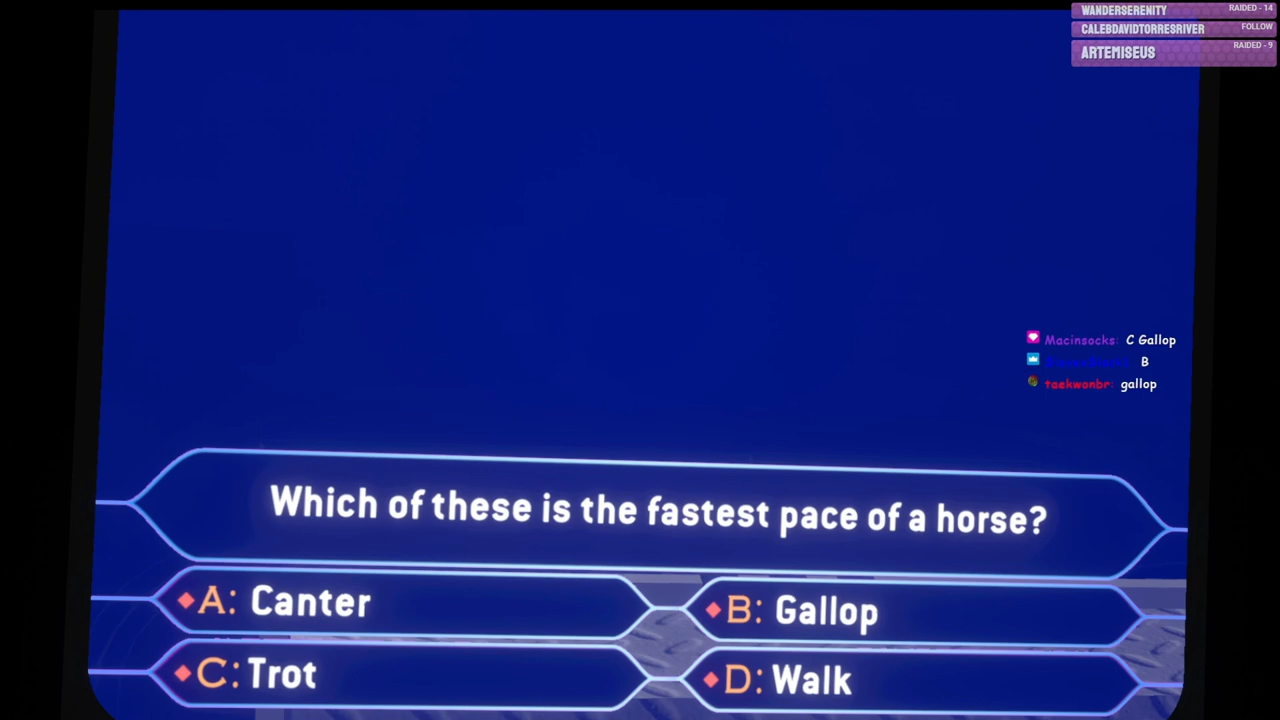 WANDERSERENITY RAIDED - 14
CALEBDAVIDTORRESRIVER FOLLOW
ARTEMISEUS RAIDED - 9
Macinsocks: C Gallop
B
taekwonbr: gallop
Which of these is the fastest pace of a horse?
A: Canter
B: Gallop
C: Trot
D: Walk